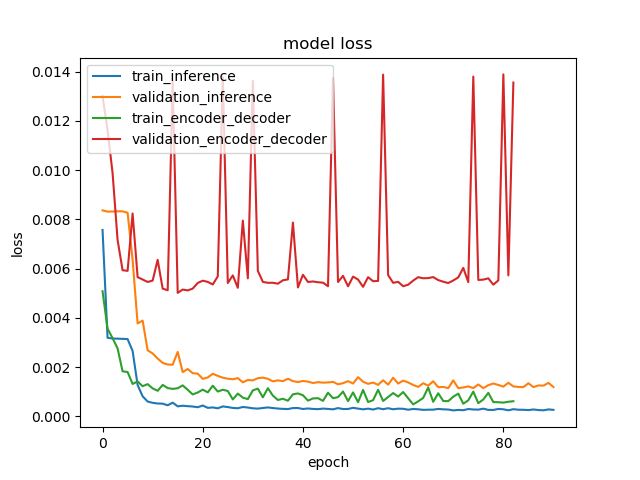 model loss
train_inference
validation_inference
train_encoder_decoder
validation_encoder_decoder
loss
0.014
0.012
0.010
0.008
0.006
0.004
0.002
0.000
0 20 40 60 80
epoch